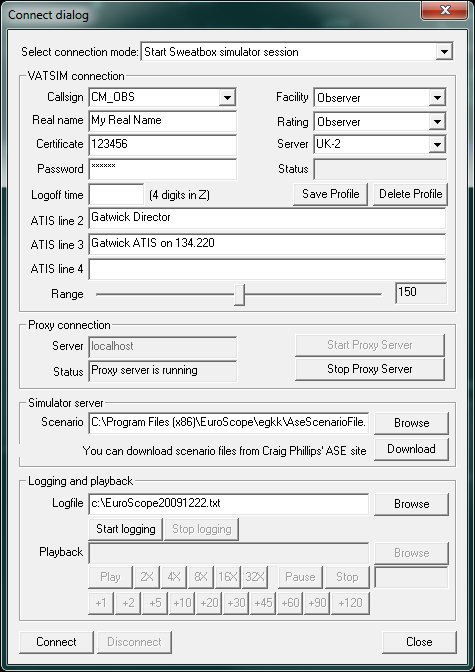 Connect dialog
Select connection mode: Start Sweatbox simulator session
VATSIM connection
Callsign CM_OBS Facility Observer
Real name My Real Name Rating Observer
Certificate 123456 Server UK-2
Password ****** Status
Logoff time (4 digits in Z) Save Profile Delete Profile
ATIS line 2 Gatwick Director
ATIS line 3 Gatwick ATIS on 134.220
ATIS line 4
Range 150
Proxy connection
Server localhost Start Proxy Server
Status Proxy server is running Stop Proxy Server
Simulator server
Scenario C:\Program Files (x86)\EuroScope\egkk\AseScenarioFile. Browse
You can download scenario files from Craig Phillips' ASE site Download
Logging and playback
Logfile c:\EuroScope20091222.txt Browse
Start logging Stop logging
Playback Browse
Play 2X 4X 8X 16X 32X Pause Stop
+1 +2 +5 +10 +20 +30 +45 +60 +90 +120
Connect Disconnect Close